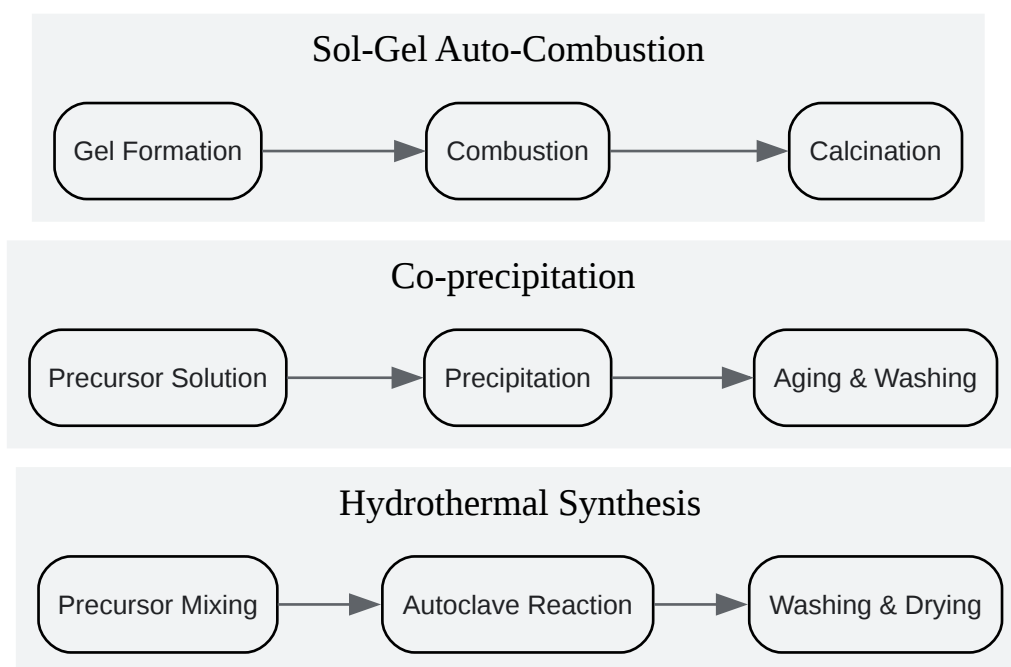 Sol-Gel Auto-Combustion
Gel Formation
Combustion
Calcination
Co-precipitation
Precursor Solution
Precipitation
Aging & Washing
Hydrothermal Synthesis
Precursor Mixing
Autoclave Reaction
Washing & Drying